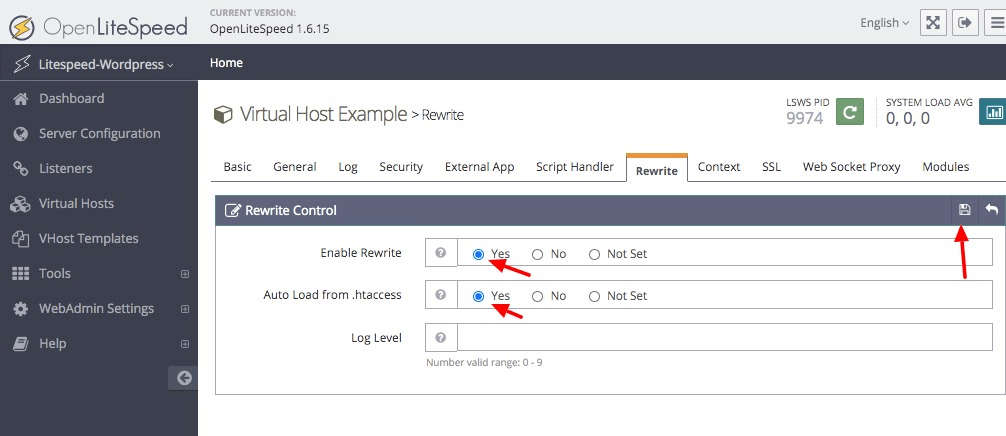 OpenLiteSpeed
CURRENT VERSION:
OpenLiteSpeed 1.6.15
English
Litespeed-Wordpress
Home
Dashboard
Server Configuration
Listeners
Virtual Hosts
VHost Templates
Tools
WebAdmin Settings
Help
Virtual Host Example > Rewrite
LSWS PID
9974
SYSTEM LOAD AVG
0, 0, 0
Basic General Log Security External App Script Handler Rewrite Context SSL Web Socket Proxy Modules
Rewrite Control
Enable Rewrite ? Yes No Not Set
Auto Load from .htaccess ? Yes No Not Set
Log Level ?
Number valid range: 0 - 9